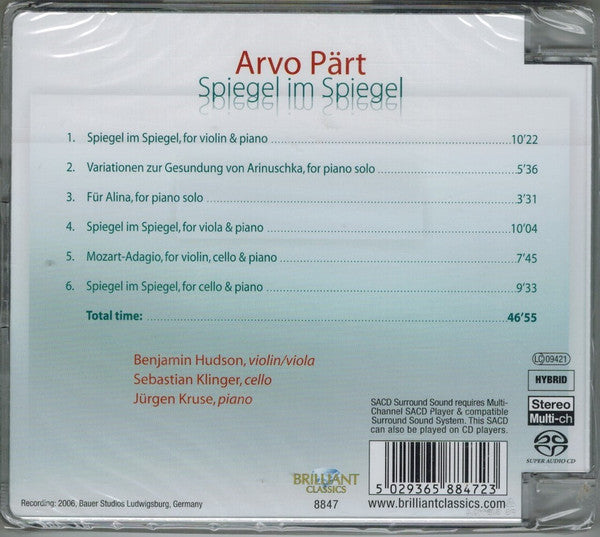 Arvo Pärt
Spiegel im Spiegel
1. Spiegel im Spiegel, for violin & piano 10’22
2. Variationen zur Gesundung von Arinuschka, for piano solo 5’36
3. Für Alina, for piano solo 3’31
4. Spiegel im Spiegel, for viola & piano 10’04
5. Mozart-Adagio, for violin, cello & piano 7’45
6. Spiegel im Spiegel, for cello & piano 9’33
Total time: 46’55
Benjamin Hudson, violin/viola
Sebastian Klinger, cello
Jürgen Kruse, piano
LC 09421
HYBRID
Stereo
Multi-ch
SUPER AUDIO CD
SACD Surround Sound requires Multi-
Channel SACD Player & compatible
Surround Sound System. This SACD
can also be played on CD players.
BRILLIANT
CLASSICS
8847
5 029365 884723
www.brilliantclassics.com
Recording: 2006, Bauer Studios Ludwigsburg, Germany